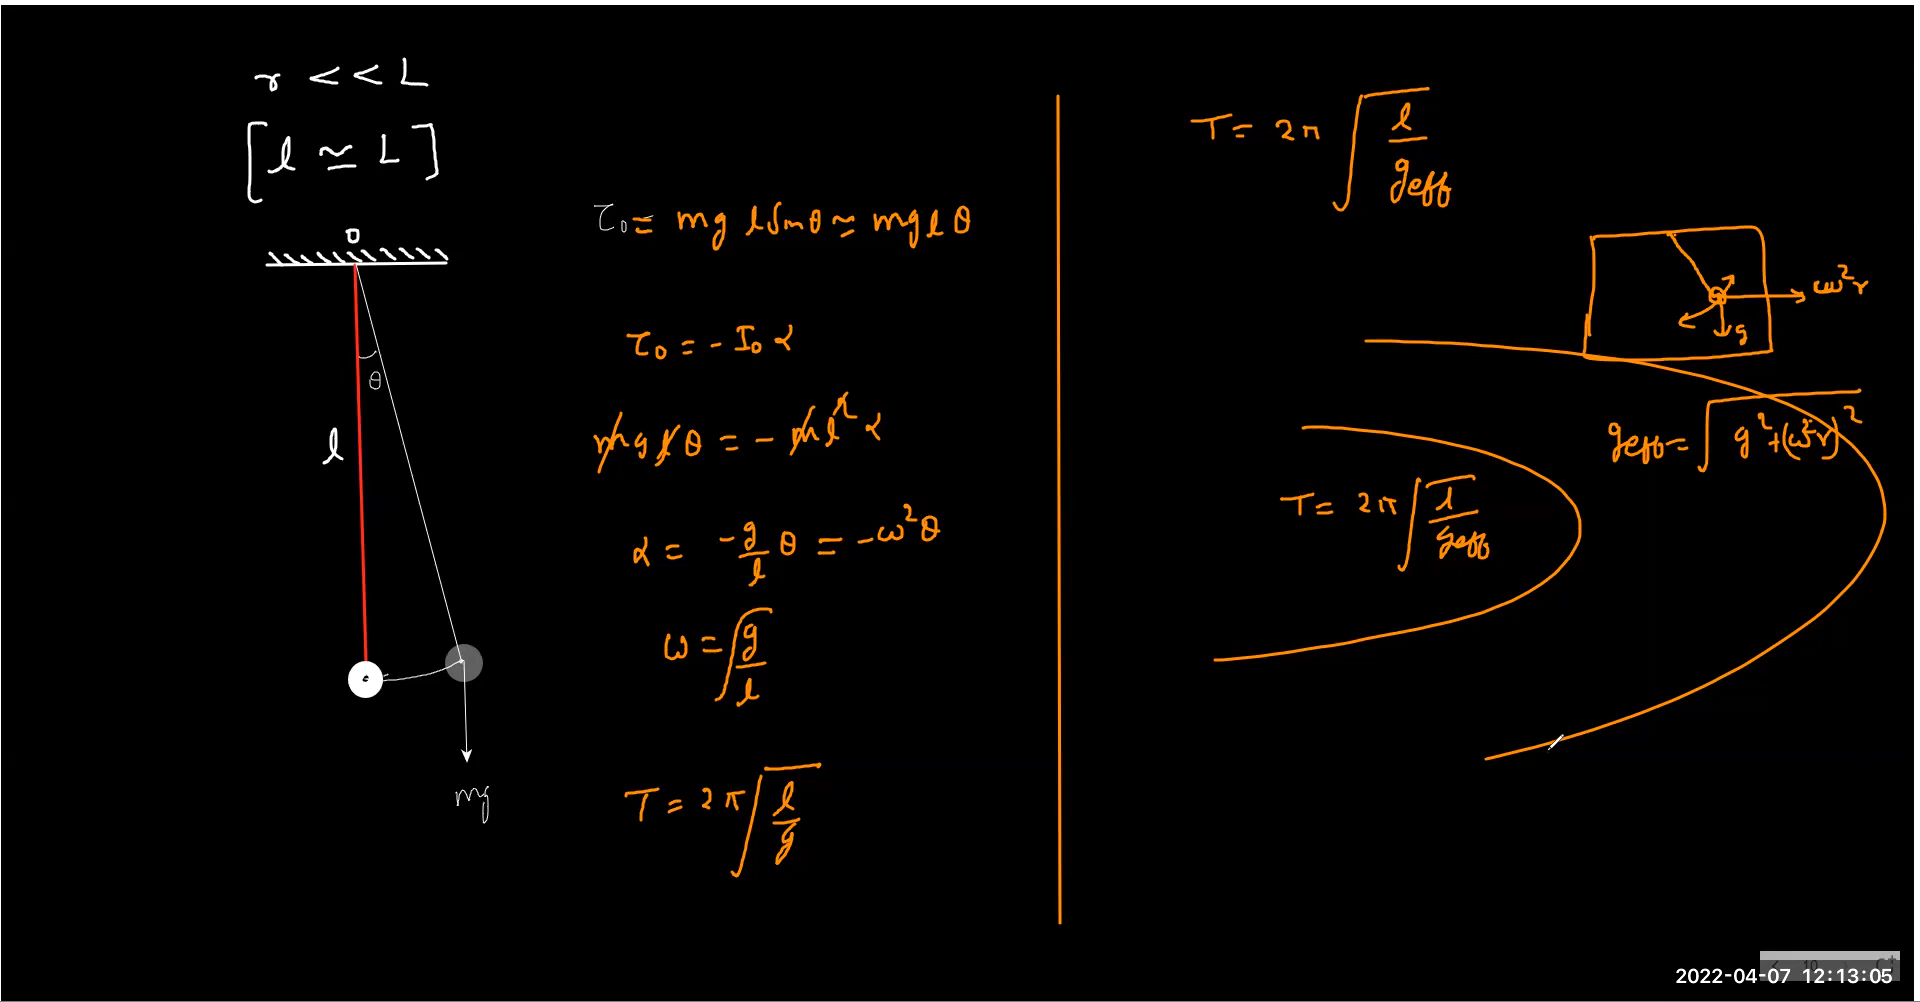 r << L
[l ≃ L]
O
θ
l
mg
τ₀ = mg l sinθ ≃ mg l θ
τ₀ = - I₀ α
mg l θ = - m l² α
α = -g/l θ = -ω² θ
ω = √(g/l)
T = 2π √(l/g)
T = 2π √(l/geff)
ω²r
g
geff = √(g² + (ω²r)²)
T = 2π √(l/geff)
2022-04-07 12:13:05